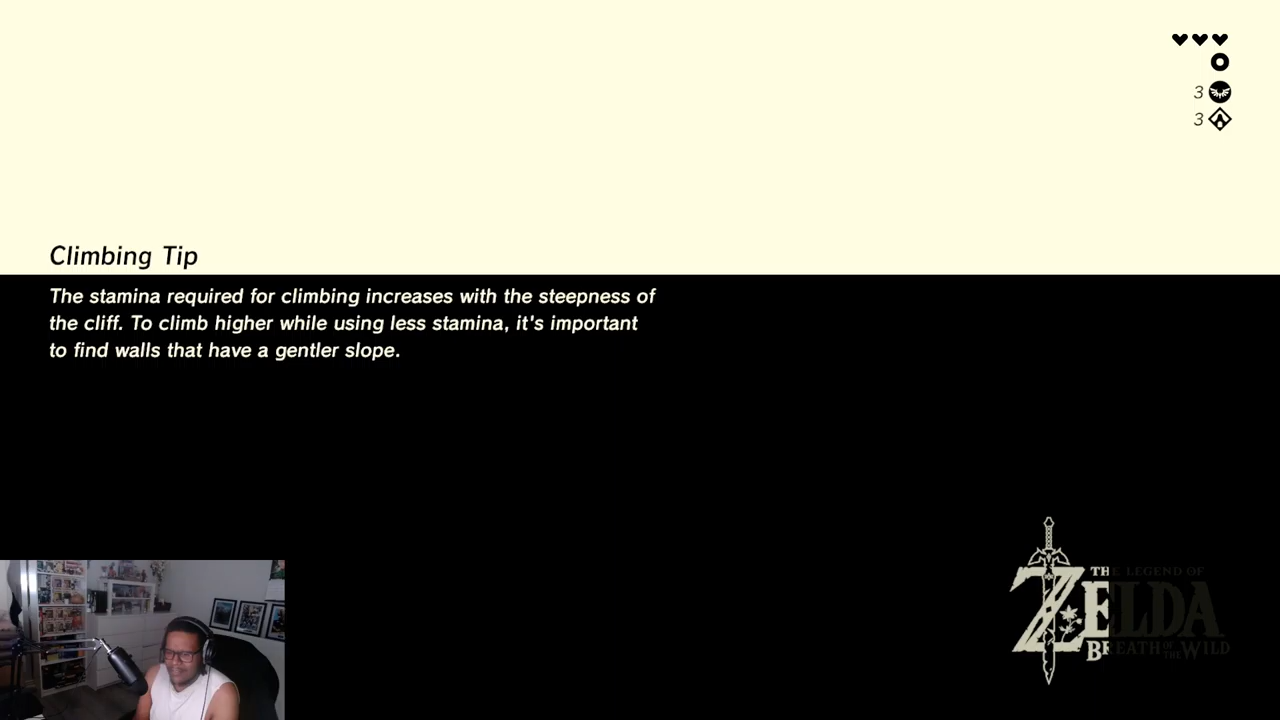 3
3
Climbing Tip
The stamina required for climbing increases with the steepness of
the cliff. To climb higher while using less stamina, it's important
to find walls that have a gentler slope.
THE LEGEND OF
ZELDA
BREATH OF THE WILD